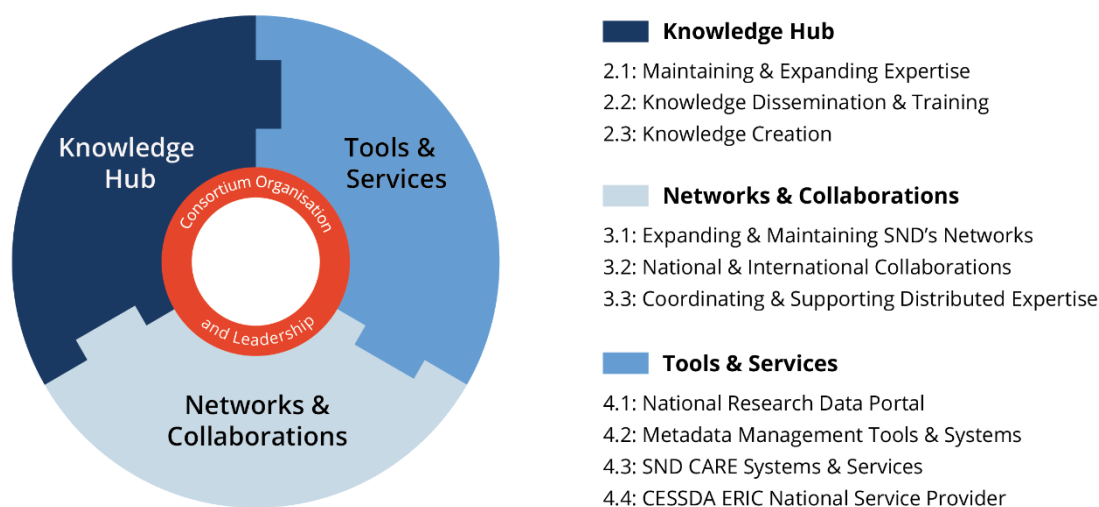 Knowledge
Hub
Tools &
Services
Consortium Organisation
and Leadership
Networks &
Collaborations
Knowledge Hub
2.1: Maintaining & Expanding Expertise
2.2: Knowledge Dissemination & Training
2.3: Knowledge Creation
Networks & Collaborations
3.1: Expanding & Maintaining SND’s Networks
3.2: National & International Collaborations
3.3: Coordinating & Supporting Distributed Expertise
Tools & Services
4.1: National Research Data Portal
4.2: Metadata Management Tools & Systems
4.3: SND CARE Systems & Services
4.4: CESSDA ERIC National Service Provider